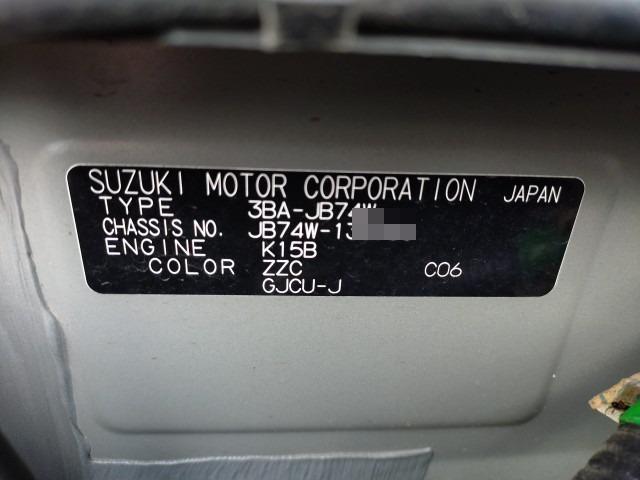 SUZUKI MOTOR CORPORATION JAPAN
TYPE 3BA-JB74W
CHASSIS NO. JB74W-13
ENGINE K15B
COLOR ZZC C06
GJCU-J